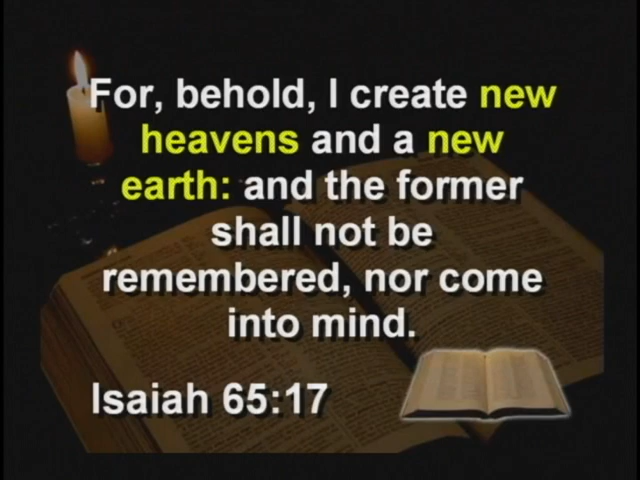 For, behold, I create new
heavens and a new
earth: and the former
shall not be
remembered, nor come
into mind.
Isaiah 65:17